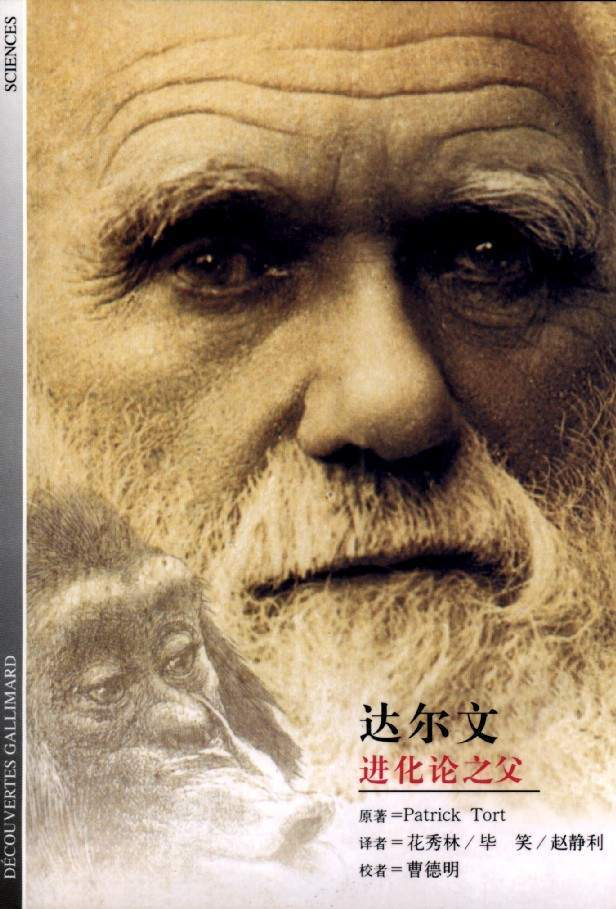 SCIENCES
DÉCOUVERTES GALLIMARD
达尔文
进化论之父
原著=Patrick Tort
译者=花秀林/毕 笑/赵静利
校者=曹德明